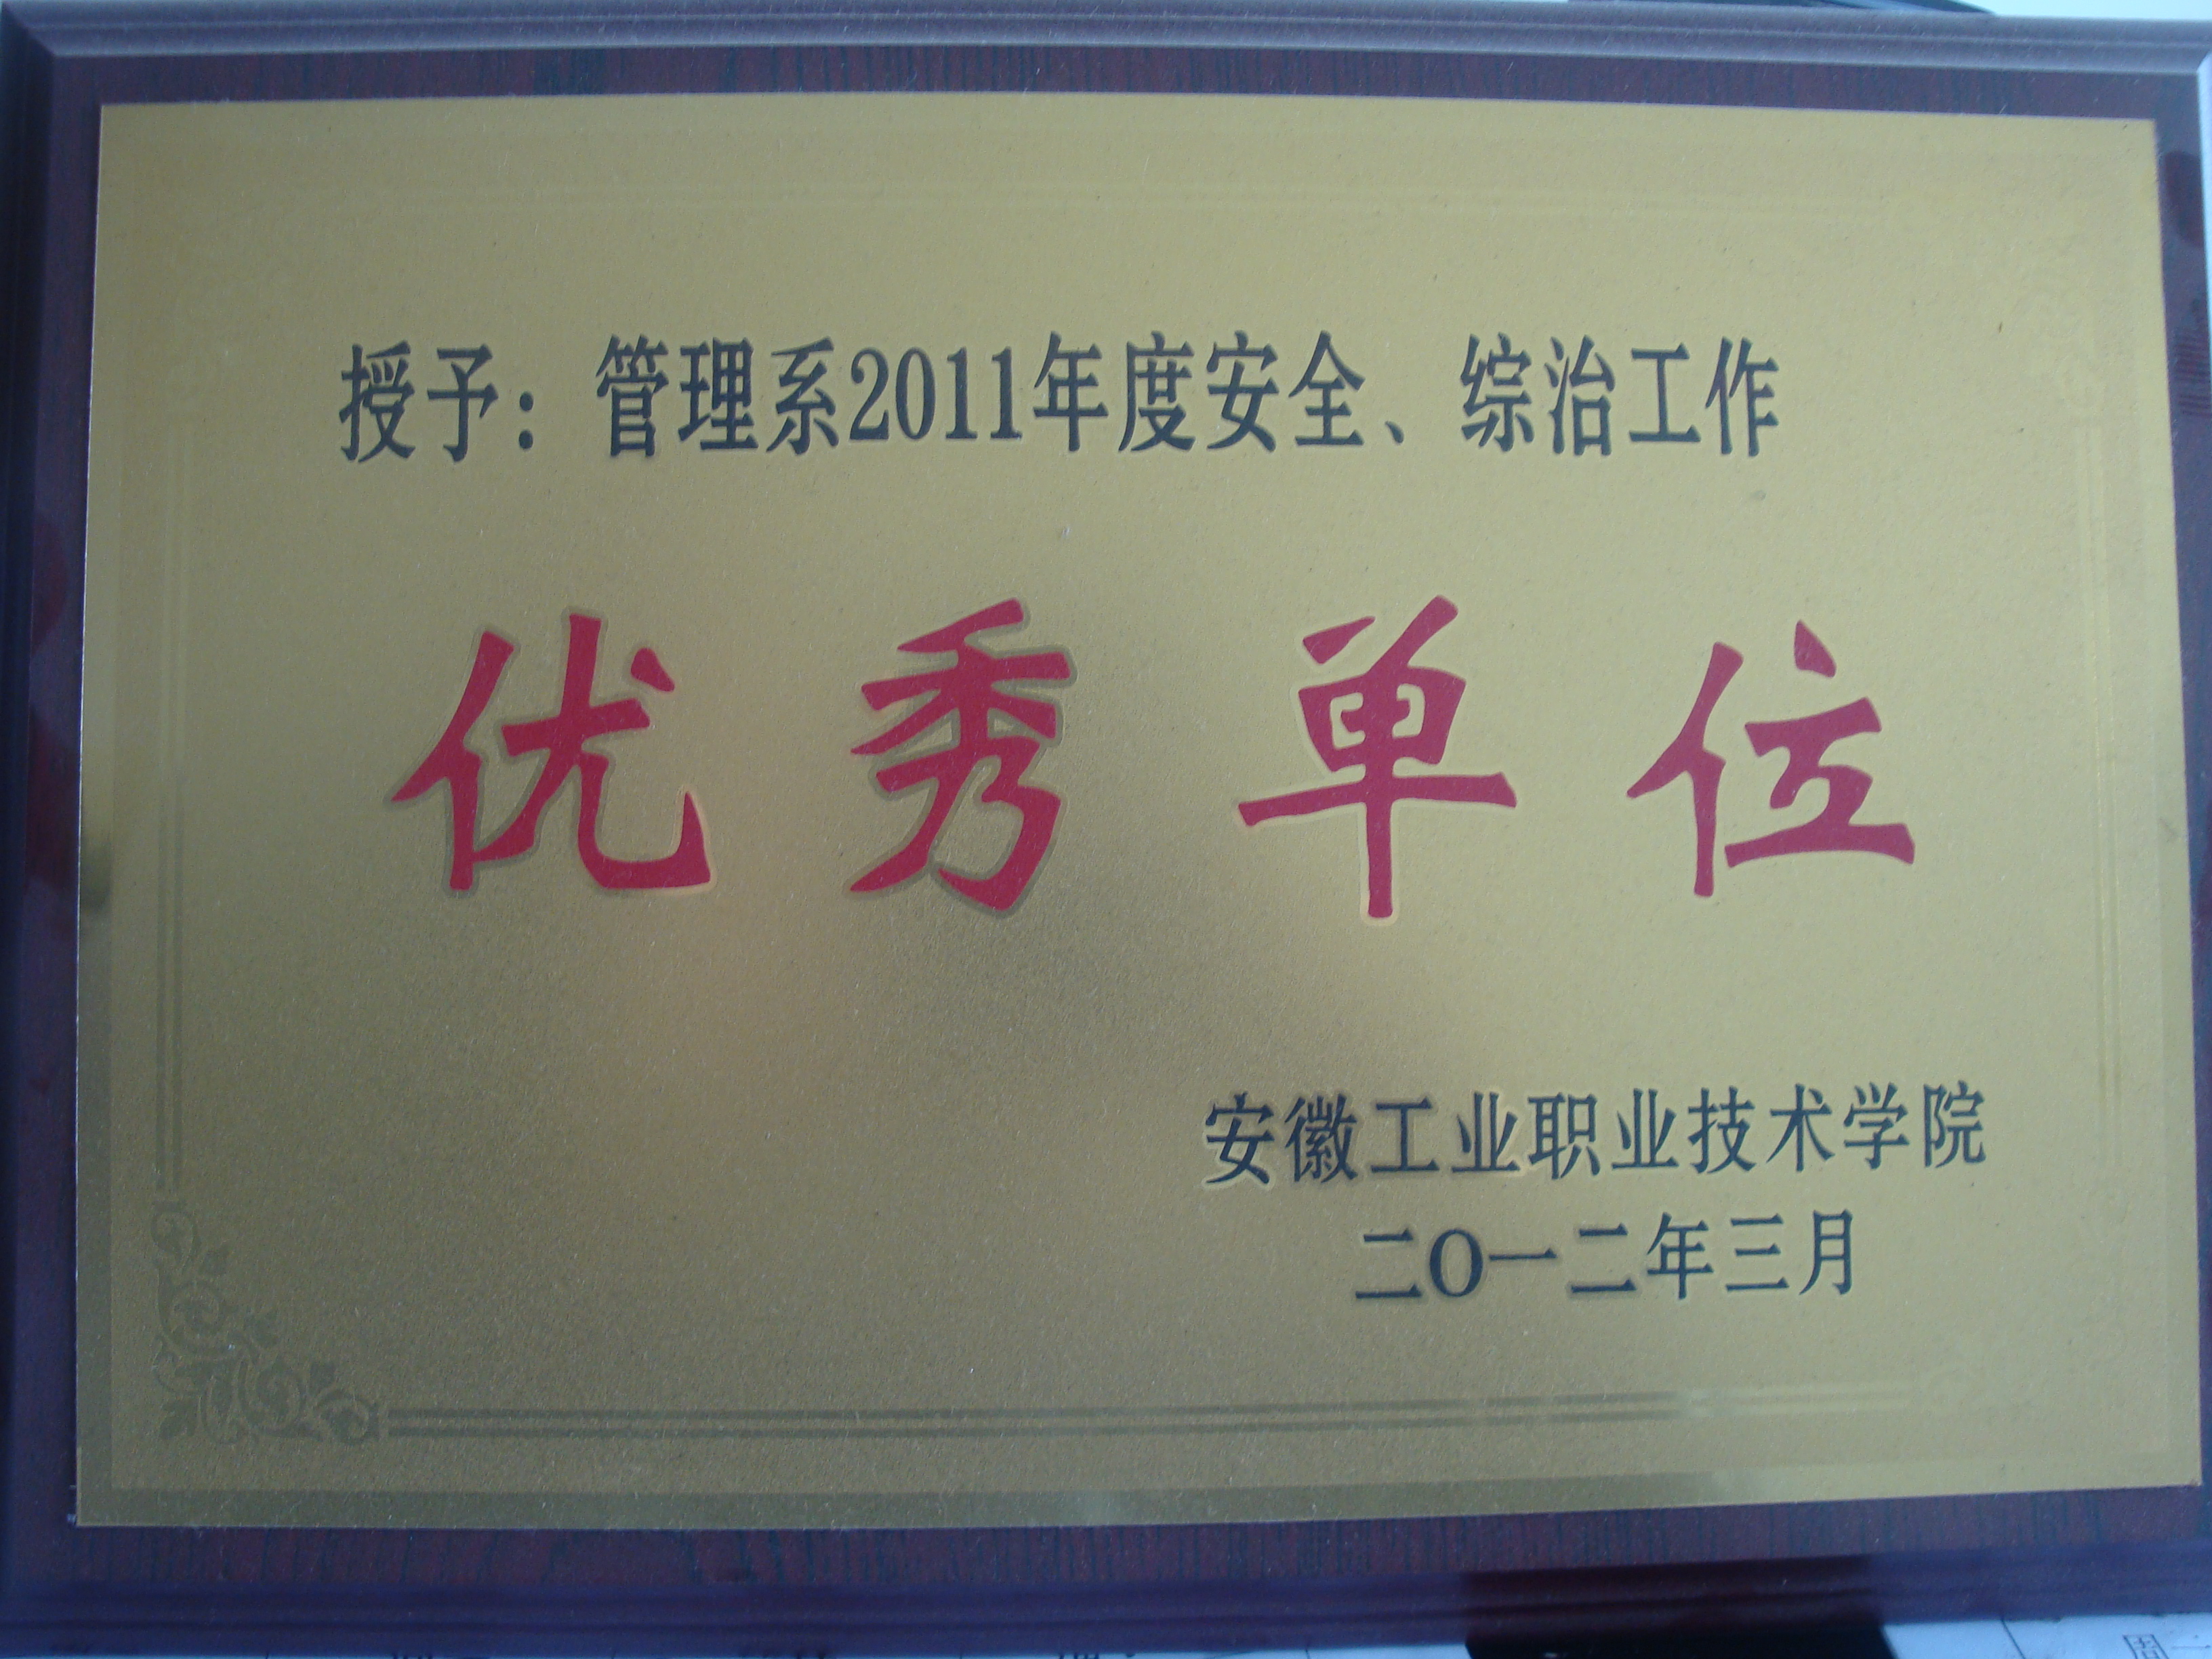 授予：管理系2011年度安全、综治工作
优秀单位
安徽工业职业技术学院
二〇一二年三月